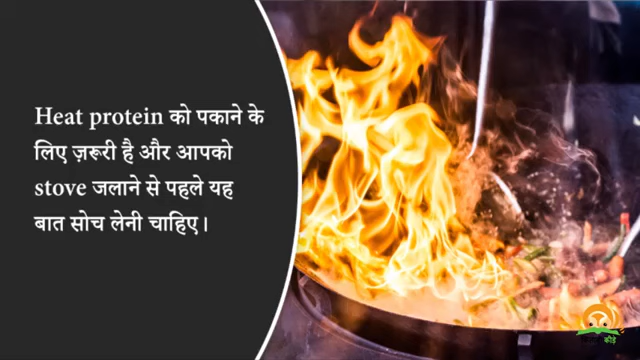 Heat protein को पकाने के
लिए ज़रूरी है और आपको
stove जलाने से पहले यह
बात सोच लेनी चाहिए।